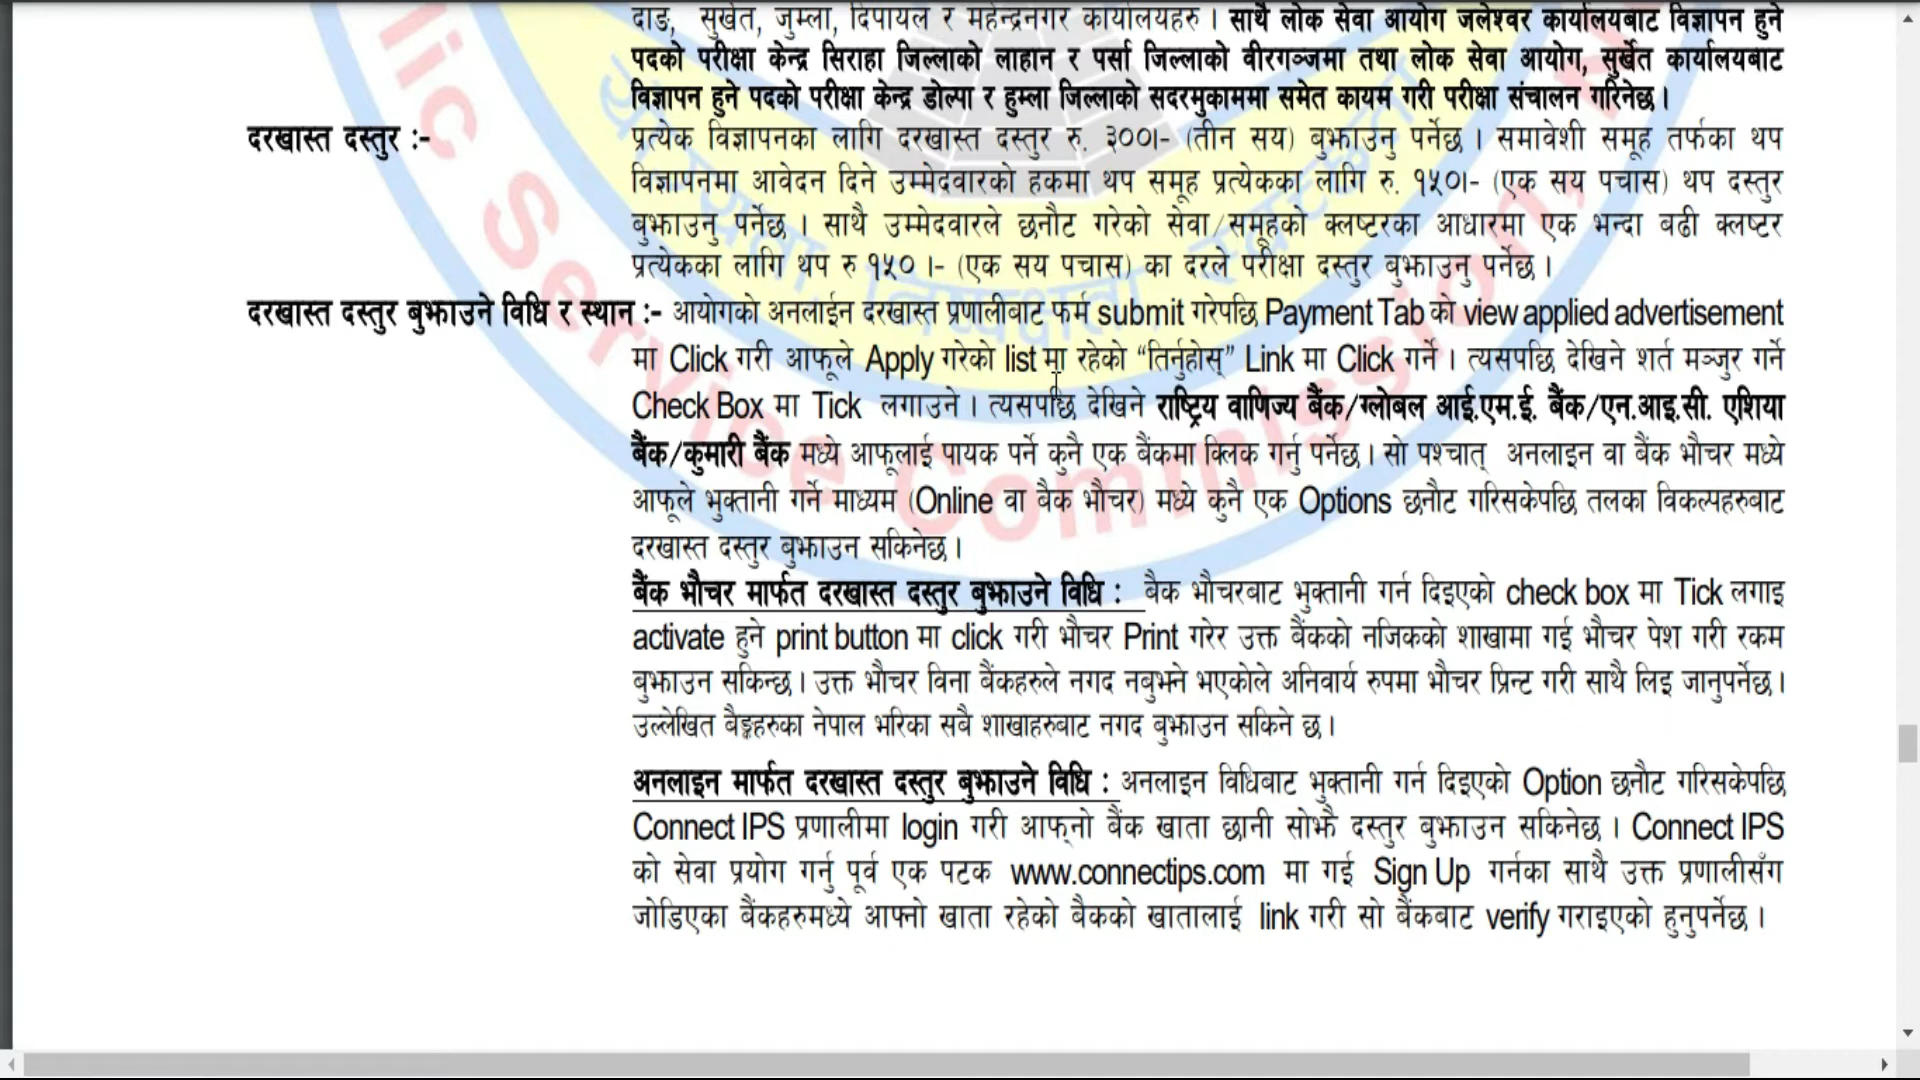 दाङ, सुर्खेत, जुम्ला, दिपायल र महेन्द्रनगर कार्यालयहरु । साथै लोक सेवा आयोग जलेश्वर कार्यालयबाट विज्ञापन हुने
पदको परीक्षा केन्द्र सिराहा जिल्लाको लाहान र पर्सा जिल्लाको वीरगञ्जमा तथा लोक सेवा आयोग, सुर्खेत कार्यालयबाट
विज्ञापन हुने पदको परीक्षा केन्द्र डोल्पा र हुम्ला जिल्लाको सदरमुकाममा समेत कायम गरी परीक्षा संचालन गरिनेछ ।
दरखास्त दस्तुर :- प्रत्येक विज्ञापनका लागि दरखास्त दस्तुर रु. ३००।- (तीन सय) बुझाउनु पर्नेछ । समावेशी समूह तर्फका थप
विज्ञापनमा आवेदन दिने उम्मेदवारको हकमा थप समूह प्रत्येकका लागि रु. १५०।- (एक सय पचास) थप दस्तुर
बुझाउनु पर्नेछ । साथै उम्मेदवारले छनौट गरेको सेवा/समूहको क्लष्टरका आधारमा एक भन्दा बढी क्लष्टर
प्रत्येकका लागि थप रु १५० ।- (एक सय पचास) का दरले परीक्षा दस्तुर बुझाउनु पर्नेछ ।
दरखास्त दस्तुर बुझाउने विधि र स्थान :- आयोगको अनलाईन दरखास्त प्रणालीबाट फर्म submit गरेपछि Payment Tab को view applied advertisement
मा Click गरी आफूले Apply गरेको list मा रहेको “तिर्नुहोस्” Link मा Click गर्ने । त्यसपछि देखिने शर्त मञ्जुर गर्ने
Check Box मा Tick लगाउने । त्यसपछि देखिने राष्ट्रिय वाणिज्य बैंक/ग्लोबल आई.एम.ई. बैंक/एन.आइ.सी. एशिया
बैंक/कुमारी बैंक मध्ये आफूलाई पायक पर्ने कुनै एक बैंकमा क्लिक गर्नु पर्नेछ । सो पश्चात् अनलाइन वा बैंक भौचर मध्ये
आफूले भुक्तानी गर्ने माध्यम (Online वा बैक भौचर) मध्ये कुनै एक Options छनौट गरिसकेपछि तलका विकल्पहरुबाट
दरखास्त दस्तुर बुझाउन सकिनेछ ।
बैंक भौचर मार्फत दरखास्त दस्तुर बुझाउने विधि : बैक भौचरबाट भुक्तानी गर्न दिइएको check box मा Tick लगाइ
activate हुने print button मा click गरी भौचर Print गरेर उक्त बैंकको नजिकको शाखामा गई भौचर पेश गरी रकम
बुझाउन सकिन्छ । उक्त भौचर विना बैंकहरुले नगद नबुझ्ने भएकोले अनिवार्य रुपमा भौचर प्रिन्ट गरी साथै लिइ जानुपर्नेछ ।
उल्लेखित बैङ्कहरुका नेपाल भरिका सबै शाखाहरुबाट नगद बुझाउन सकिने छ ।
अनलाइन मार्फत दरखास्त दस्तुर बुझाउने विधि : अनलाइन विधिबाट भुक्तानी गर्न दिइएको Option छनौट गरिसकेपछि
Connect IPS प्रणालीमा login गरी आफ्नो बैंक खाता छानी सोझै दस्तुर बुझाउन सकिनेछ । Connect IPS
को सेवा प्रयोग गर्नु पूर्व एक पटक www.connectips.com मा गई Sign Up गर्नका साथै उक्त प्रणालीसँग
जोडिएका बैंकहरुमध्ये आफ्नो खाता रहेको बैकको खातालाई link गरी सो बैंकबाट verify गराइएको हुनुपर्नेछ ।
lic Service Commission,